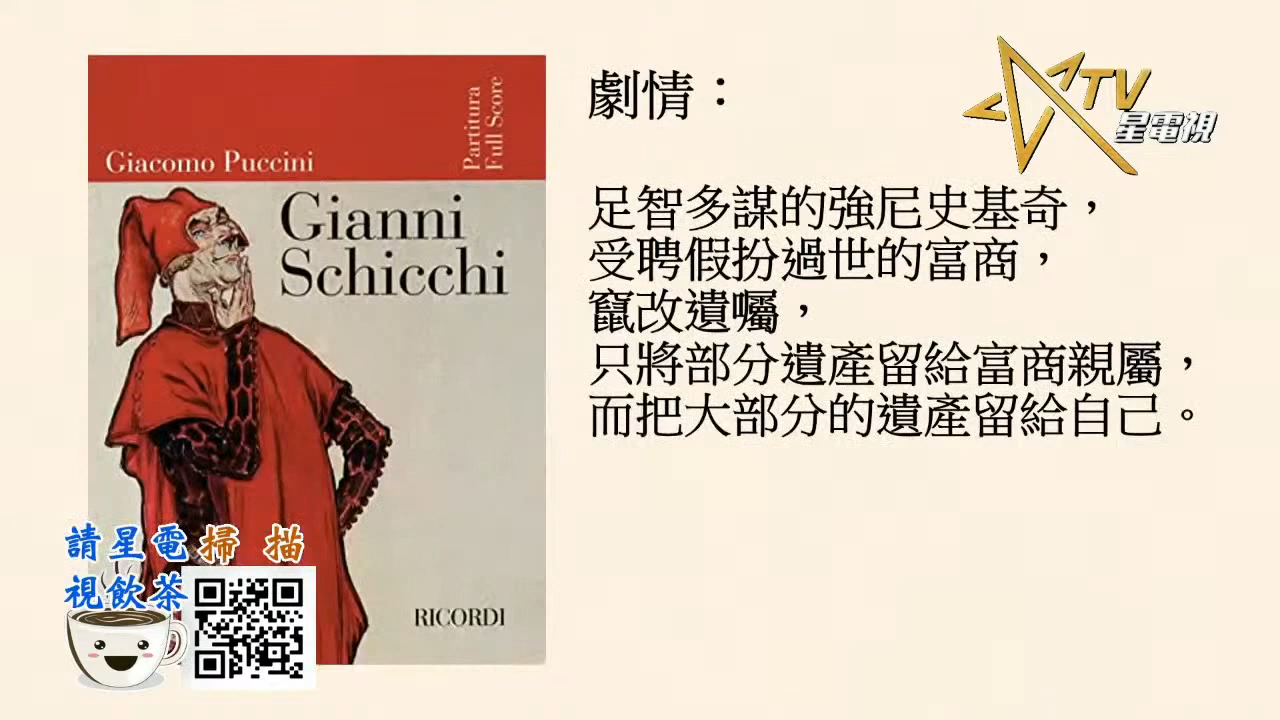 Partitura
Full Score
Giacomo Puccini
Gianni
Schicchi
RICORDI
劇情：
足智多謀的強尼史基奇，
受聘假扮過世的富商，
竄改遺囑，
只將部分遺產留給富商親屬，
而把大部分的遺產留給自己。
TV
星電視
請星電掃 描
視飲茶